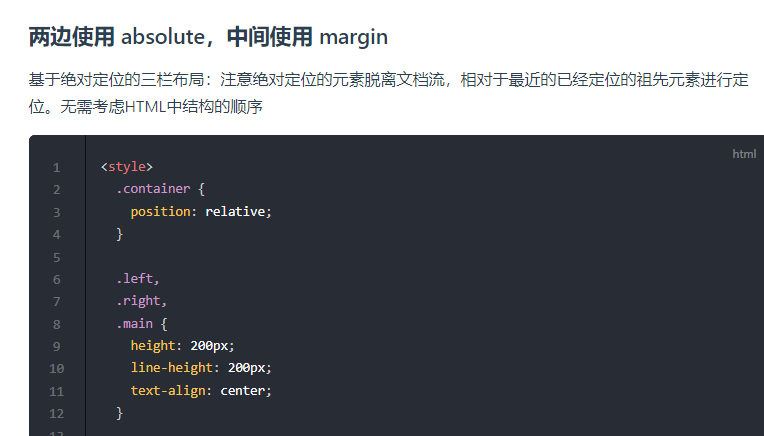 两边使用 absolute，中间使用 margin
基于绝对定位的三栏布局：注意绝对定位的元素脱离文档流，相对于最近的已经定位的祖先元素进行定
位。无需考虑HTML中结构的顺序
html
1 <style>
2 .container {
3 position: relative;
4 }
5
6 .left,
7 .right,
8 .main {
9 height: 200px;
10 line-height: 200px;
11 text-align: center;
12 }